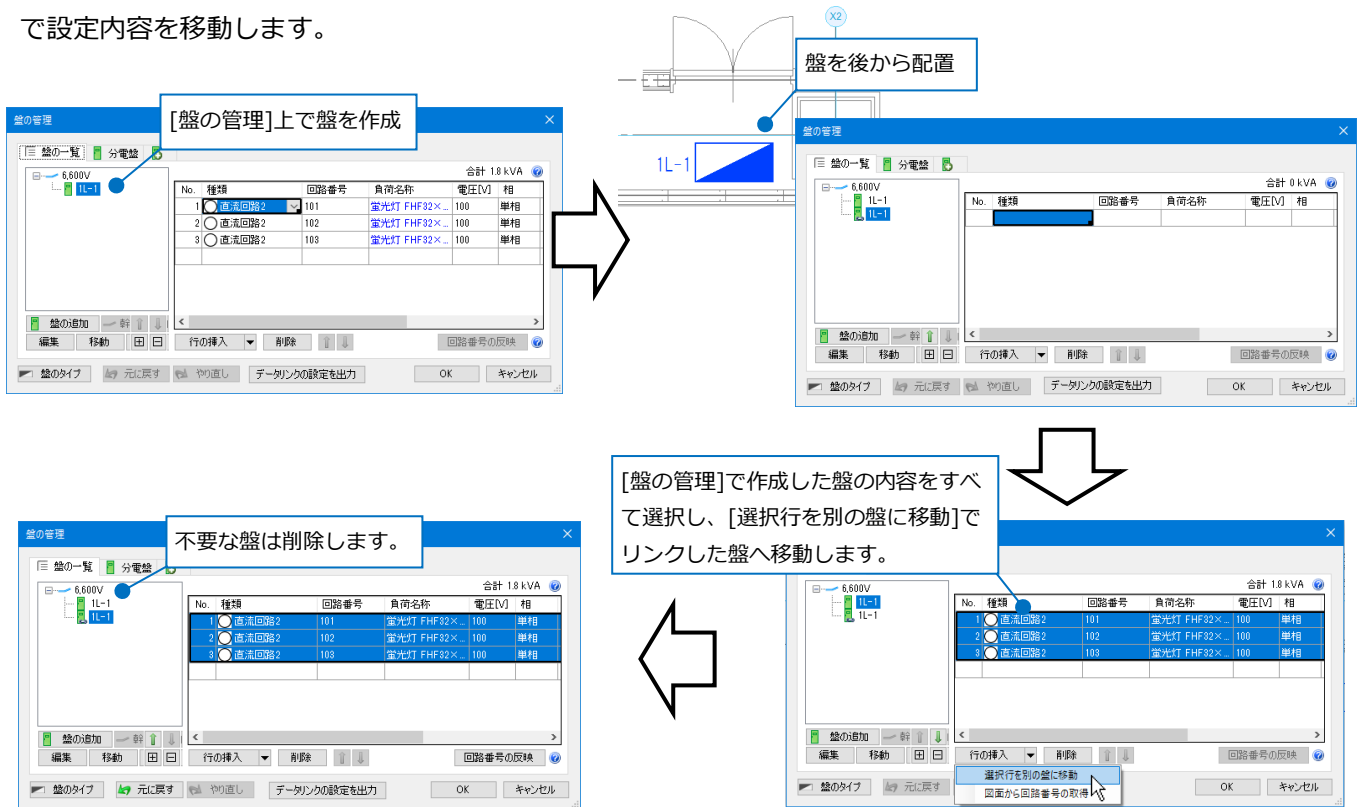 で設定内容を移動します。
X2
盤を後から配置
1L-1
[盤の管理]上で盤を作成
盤の管理
盤の一覧 分電盤
6,600V
1L-1
合計 1.8 kVA
No. 種類 回路番号 負荷名称 電圧[V] 相
1 直流回路2 101 蛍光灯 FHF32×... 100 単相
2 直流回路2 102 蛍光灯 FHF32×... 100 単相
3 直流回路2 103 蛍光灯 FHF32×... 100 単相
盤の追加 幹
編集 移動 行の挿入 削除 回路番号の反映
盤のタイプ 元に戻す やり直し データリンクの設定を出力 OK キャンセル
盤の管理
盤の一覧 分電盤
6,600V
1L-1
1L-1
合計 0 kVA
No. 種類 回路番号 負荷名称 電圧[V] 相
盤の追加 幹
編集 移動 行の挿入 削除 回路番号の反映
盤のタイプ 元に戻す やり直し データリンクの設定を出力 OK キャンセル
[盤の管理]で作成した盤の内容をすべ
て選択し、[選択行を別の盤に移動]で
リンクした盤へ移動します。
6,600V
1L-1
1L-1
合計 1.8 kVA
No. 種類 回路番号 負荷名称 電圧[V] 相
1 直流回路2 101 蛍光灯 FHF32×... 100 単相
2 直流回路2 102 蛍光灯 FHF32×... 100 単相
3 直流回路2 103 蛍光灯 FHF32×... 100 単相
盤の追加 幹
編集 移動 行の挿入 削除 回路番号の反映
選択行を別の盤に移動
図面から回路番号の取得
盤のタイプ 元に戻す OK キャンセル
不要な盤は削除します。
盤の管理
盤の一覧 分電盤
6,600V
1L-1
1L-1
合計 1.8 kVA
No. 種類 回路番号 負荷名称 電圧[V] 相
1 直流回路2 101 蛍光灯 FHF32×... 100 単相
2 直流回路2 102 蛍光灯 FHF32×... 100 単相
3 直流回路2 103 蛍光灯 FHF32×... 100 単相
盤の追加 幹
編集 移動 行の挿入 削除 回路番号の反映
盤のタイプ 元に戻す やり直し データリンクの設定を出力 OK キャンセル